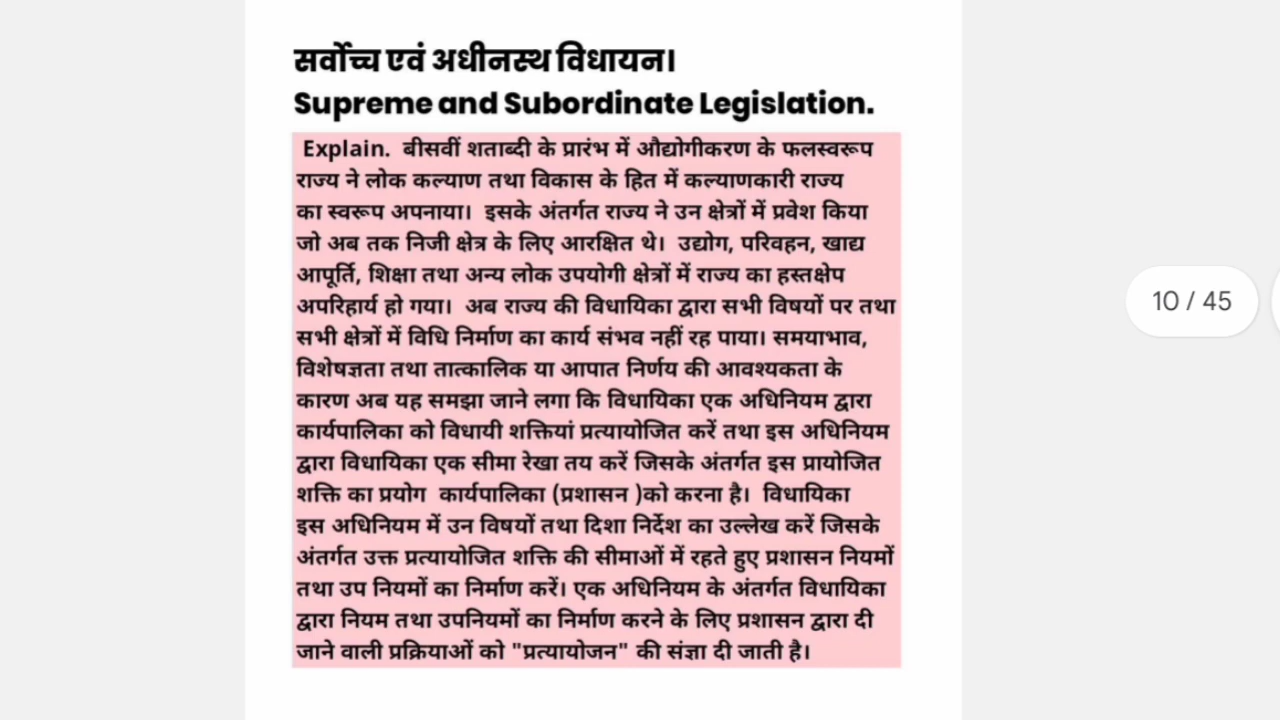 सर्वोच्च एवं अधीनस्थ विधायन।
Supreme and Subordinate Legislation.
Explain. बीसवीं शताब्दी के प्रारंभ में औद्योगीकरण के फलस्वरूप
राज्य ने लोक कल्याण तथा विकास के हित में कल्याणकारी राज्य
का स्वरूप अपनाया। इसके अंतर्गत राज्य ने उन क्षेत्रों में प्रवेश किया
जो अब तक निजी क्षेत्र के लिए आरक्षित थे। उद्योग, परिवहन, खाद्य
आपूर्ति, शिक्षा तथा अन्य लोक उपयोगी क्षेत्रों में राज्य का हस्तक्षेप
अपरिहार्य हो गया। अब राज्य की विधायिका द्वारा सभी विषयों पर तथा
सभी क्षेत्रों में विधि निर्माण का कार्य संभव नहीं रह पाया। समयाभाव,
विशेषज्ञता तथा तात्कालिक या आपात निर्णय की आवश्यकता के
कारण अब यह समझा जाने लगा कि विधायिका एक अधिनियम द्वारा
कार्यपालिका को विधायी शक्तियां प्रत्यायोजित करें तथा इस अधिनियम
द्वारा विधायिका एक सीमा रेखा तय करें जिसके अंतर्गत इस प्रायोजित
शक्ति का प्रयोग कार्यपालिका (प्रशासन )को करना है। विधायिका
इस अधिनियम में उन विषयों तथा दिशा निर्देश का उल्लेख करें जिसके
अंतर्गत उक्त प्रत्यायोजित शक्ति की सीमाओं में रहते हुए प्रशासन नियमों
तथा उप नियमों का निर्माण करें। एक अधिनियम के अंतर्गत विधायिका
द्वारा नियम तथा उपनियमों का निर्माण करने के लिए प्रशासन द्वारा दी
जाने वाली प्रक्रियाओं को "प्रत्यायोजन" की संज्ञा दी जाती है।
10 / 45